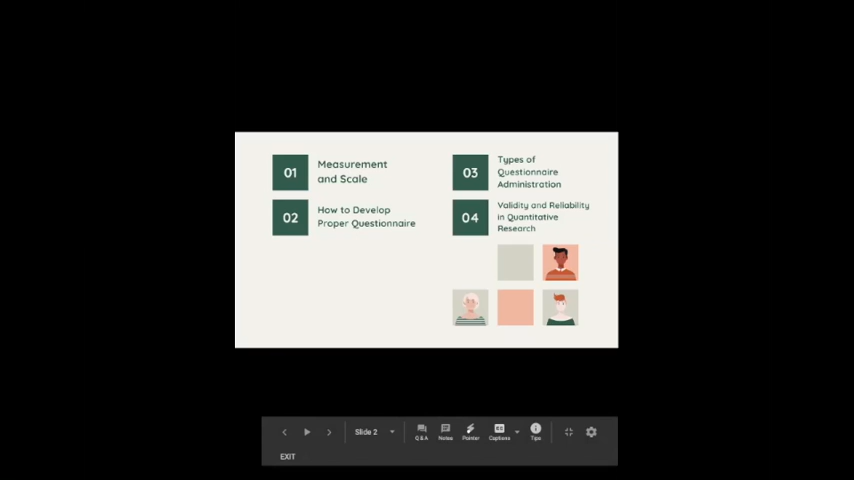 01
Measurement
and Scale
02
How to Develop
Proper Questionnaire
03
Types of
Questionnaire
Administration
04
Validity and Reliability
in Quantitative
Research
Slide 2
Q&A
Notes
Pointer
Captions
Tips
EXIT